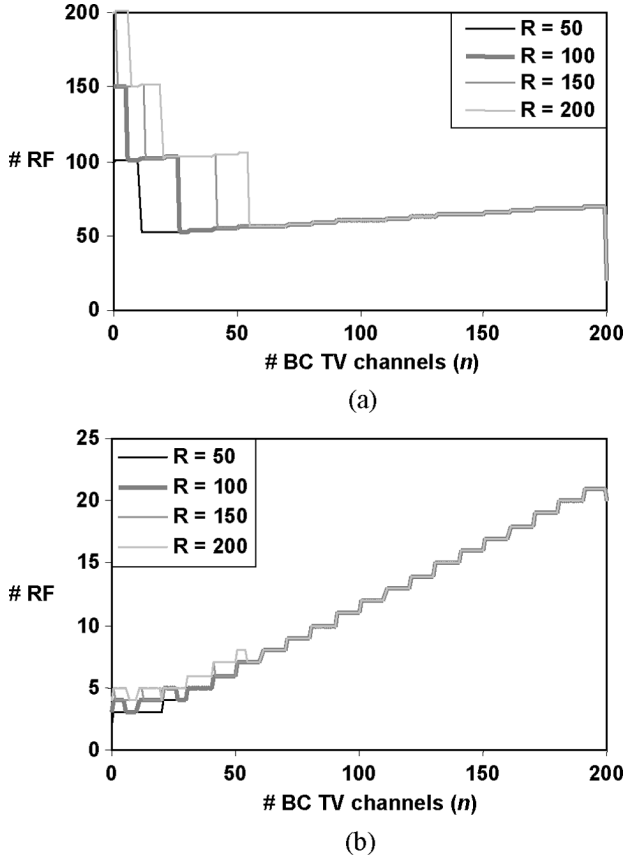 200
150
# RF
100
50
0
R = 50
R = 100
R = 150
R = 200
0 50 100 150 200
# BC TV channels (n)
(a)
25
20
15
# RF
10
5
0
R = 50
R = 100
R = 150
R = 200
0 50 100 150 200
# BC TV channels (n)
(b)